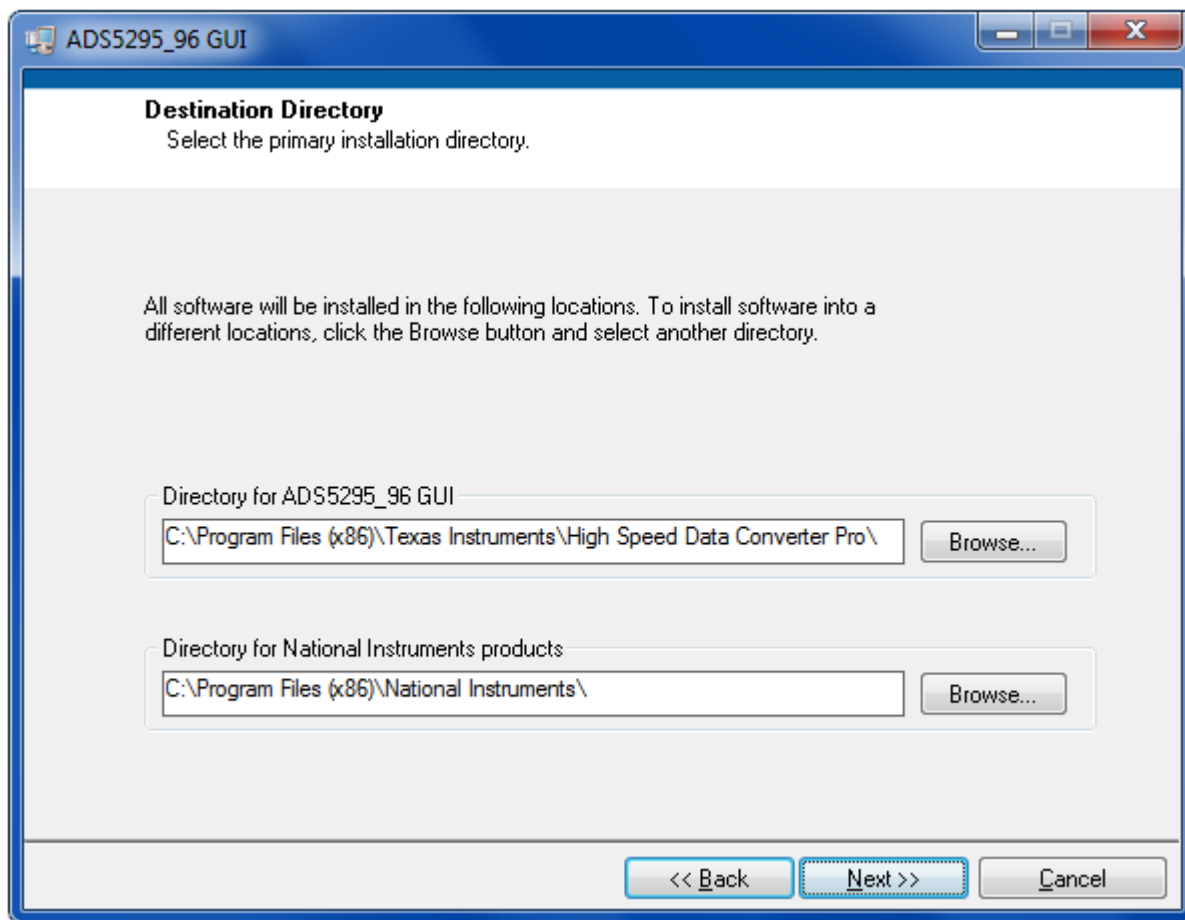 ADS5295_96 GUI
Destination Directory
Select the primary installation directory.
All software will be installed in the following locations. To install software into a
different locations, click the Browse button and select another directory.
Directory for ADS5295_96 GUI
C:\Program Files (x86)\Texas Instruments\High Speed Data Converter Pro\
Browse...
Directory for National Instruments products
C:\Program Files (x86)\National Instruments\
Browse...
<< Back
Next >>
Cancel